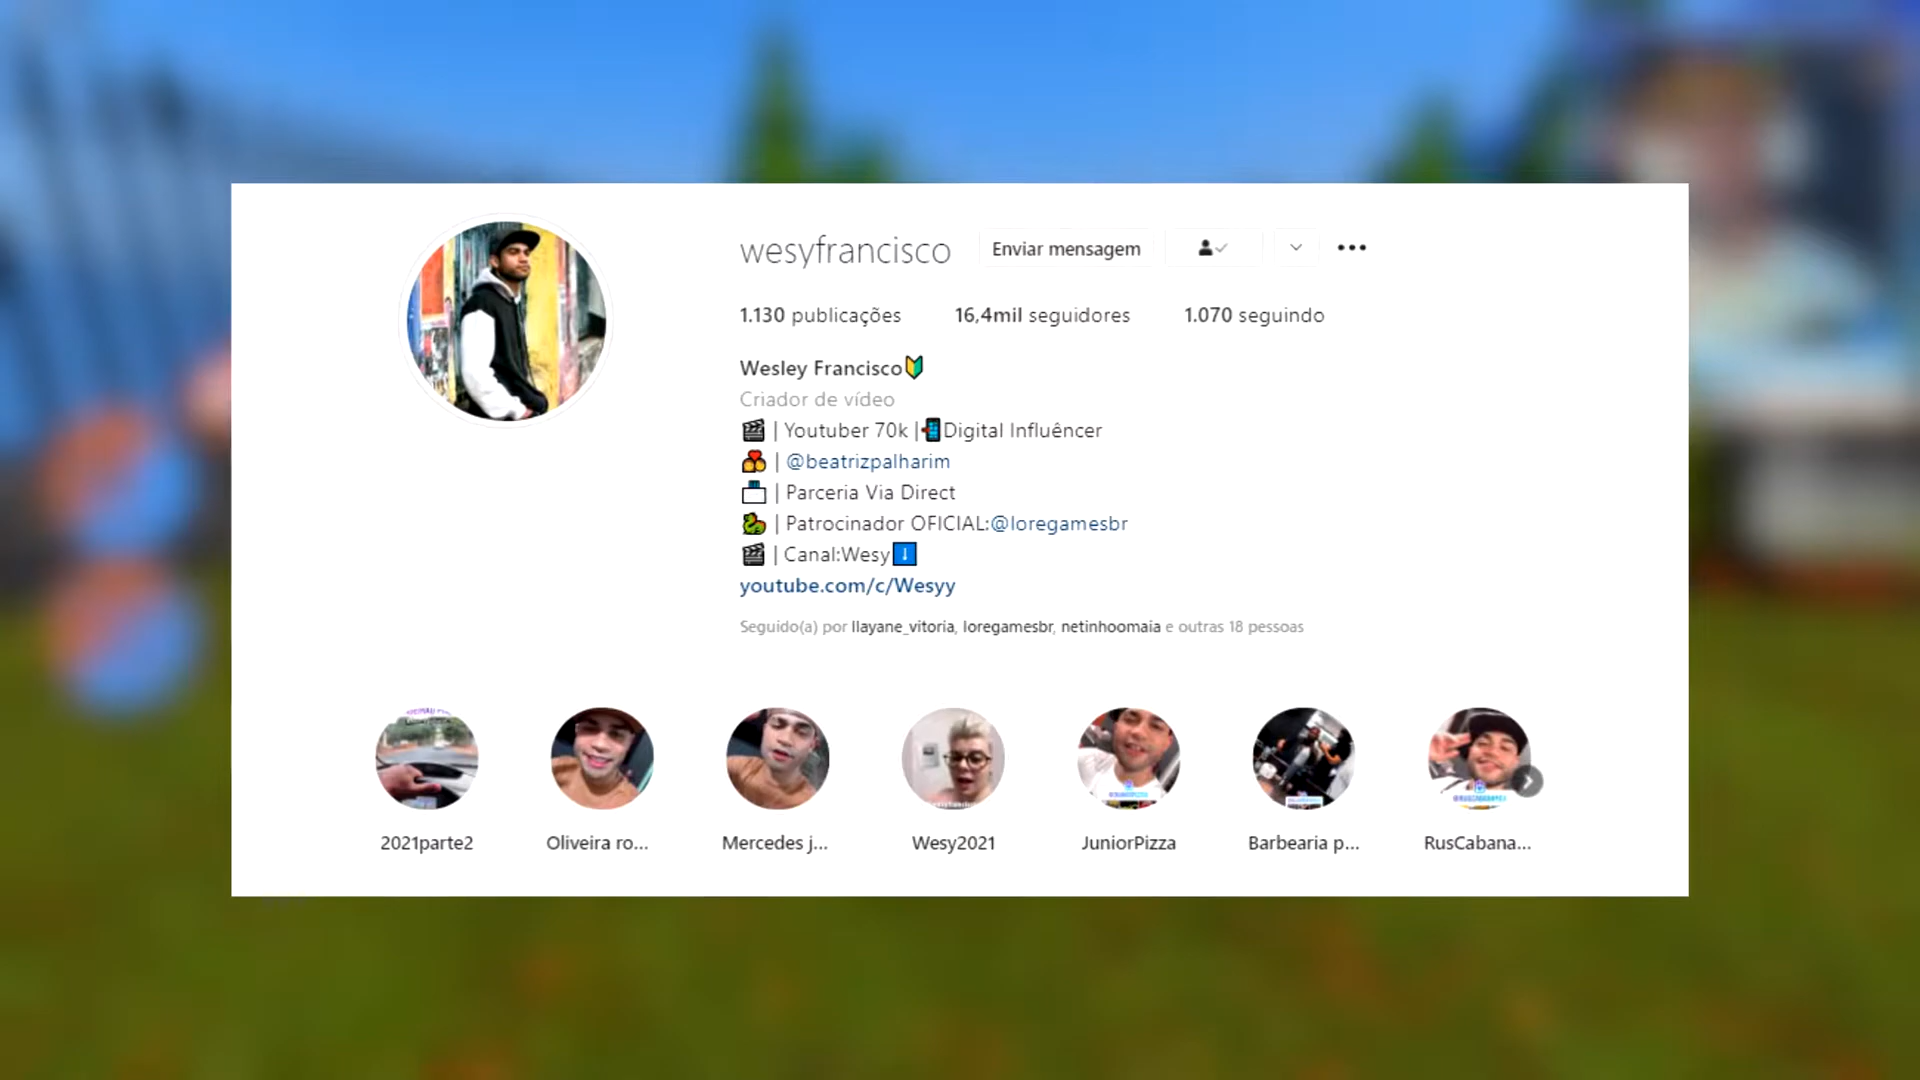 wesyfrancisco Enviar mensagem
1.130 publicações 16,4mil seguidores 1.070 seguindo
Wesley Francisco
Criador de vídeo
| Youtuber 70k | Digital Influêncer
| @beatrizpalharim
| Parceria Via Direct
| Patrocinador OFICIAL:@loregamesbr
| Canal:Wesy
youtube.com/c/Wesyy
Seguido(a) por llayane_vitoria, loregamesbr, netinhoomaia e outras 18 pessoas
2021parte2 Oliveira ro... Mercedes j... Wesy2021 JuniorPizza Barbearia p... RusCabana...